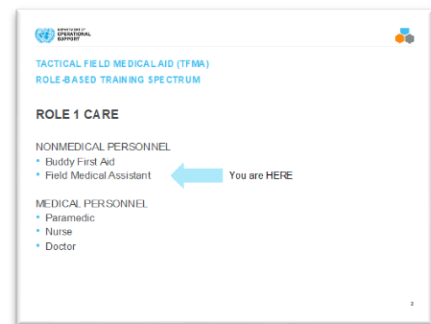 DEPARTMENT OF
OPERATIONAL
SUPPORT
TACTICAL FIELD MEDICAL AID (TFMA)
ROLE-BASED TRAINING SPECTRUM
ROLE 1 CARE
NONMEDICAL PERSONNEL
• Buddy First Aid
• Field Medical Assistant You are HERE
MEDICAL PERSONNEL
• Paramedic
• Nurse
• Doctor
2